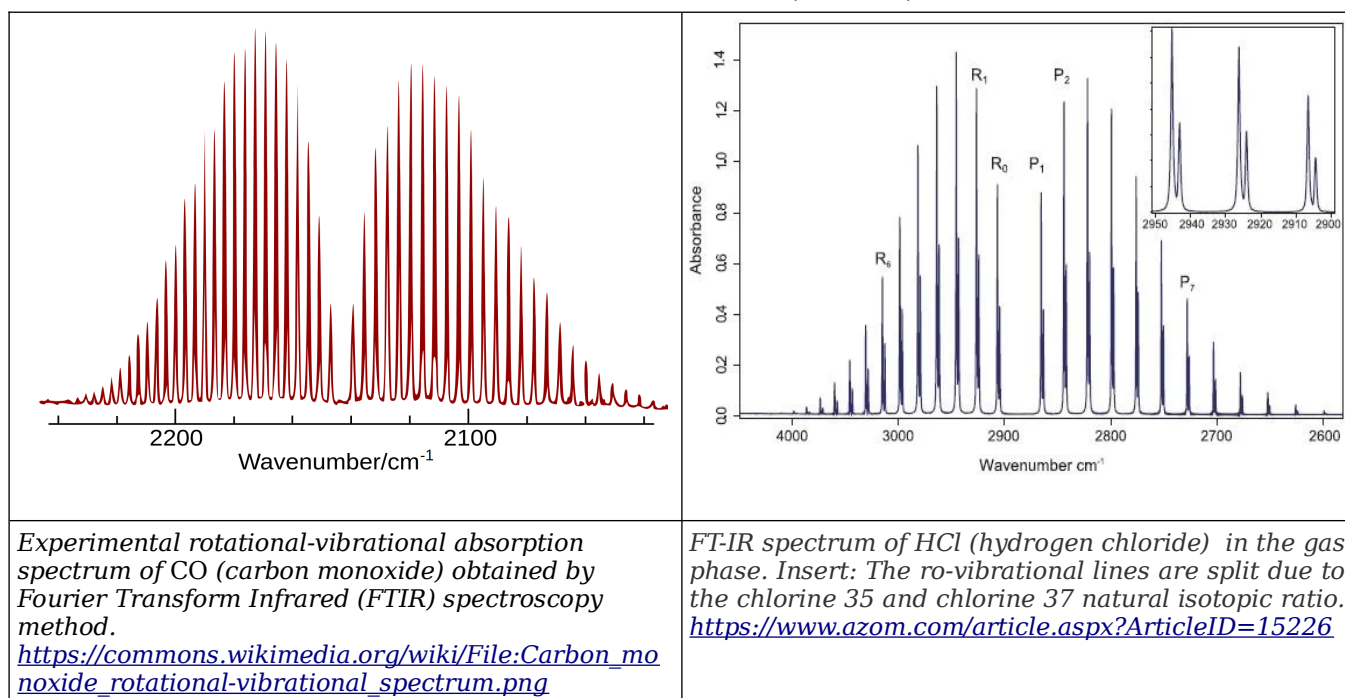 2200
2100
Wavenumber/cm-1
Absorbance
1.4
1.2
1.0
0.8
0.6
0.4
0.2
0.0
R6
R1
R0
P1
P2
P7
2950 2940 2930 2920 2910 2900
4000 3000 2900 2800 2700 2600
Wavenumber cm-1
Experimental rotational-vibrational absorption
spectrum of CO (carbon monoxide) obtained by
Fourier Transform Infrared (FTIR) spectroscopy
method.
https://commons.wikimedia.org/wiki/File:Carbon_mo
noxide_rotational-vibrational_spectrum.png
FT-IR spectrum of HCl (hydrogen chloride) in the gas
phase. Insert: The ro-vibrational lines are split due to
the chlorine 35 and chlorine 37 natural isotopic ratio.
https://www.azom.com/article.aspx?ArticleID=15226